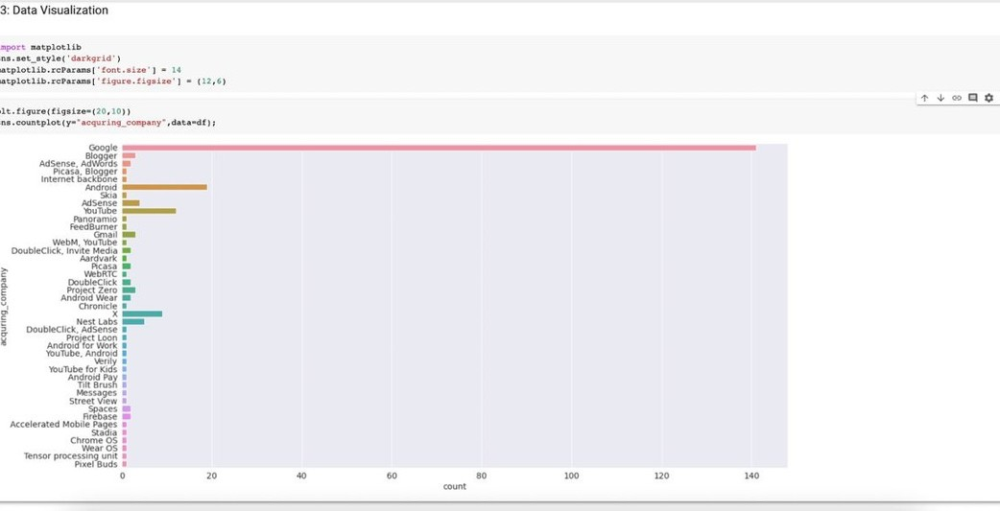 3: Data Visualization
mport matplotlib
ns.set_style('darkgrid')
matplotlib.rcParams['font.size'] = 14
matplotlib.rcParams['figure.figsize'] = (12,6)
lt.figure(figsize=(20,10))
ns.countplot(y="acquring_company",data=df);
Google
Blogger
AdSense, AdWords
Picasa, Blogger
Internet backbone
Android
Skia
AdSense
YouTube
Panoramio
FeedBurner
Gmail
WebM, YouTube
DoubleClick, Invite Media
Aardvark
Picasa
WebRTC
DoubleClick
Project Zero
Android Wear
Chronicle
X
Nest Labs
DoubleClick, AdSense
Project Loon
Android for Work
YouTube, Android
Verily
YouTube for Kids
Android Pay
Tilt Brush
Messages
Street View
Spaces
Firebase
Accelerated Mobile Pages
Stadia
Chrome OS
Wear OS
Tensor processing unit
Pixel Buds
acquring_company
0 20 40 60 80 100 120 140
count